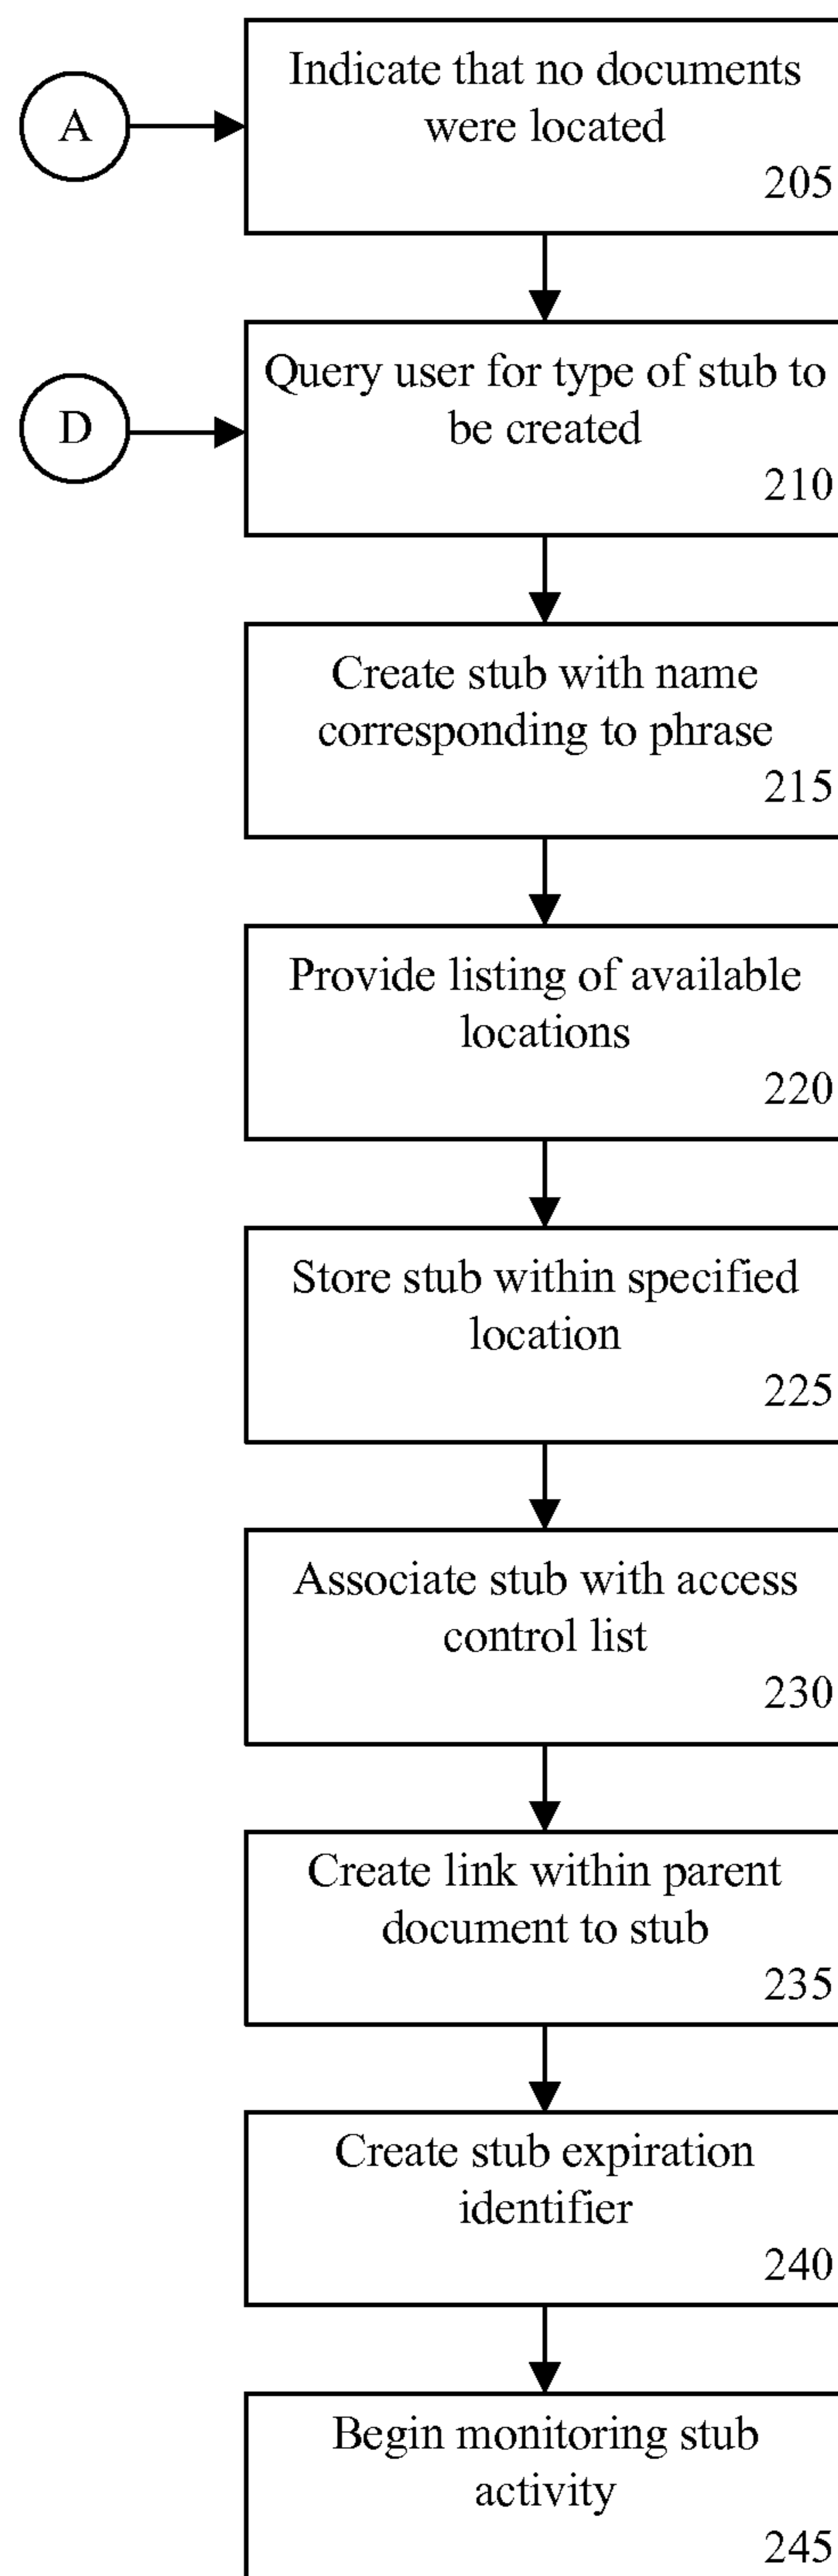 A
Indicate that no documents
were located
205
D
Query user for type of stub to
be created
210
Create stub with name
corresponding to phrase
215
Provide listing of available
locations
220
Store stub within specified
location
225
Associate stub with access
control list
230
Create link within parent
document to stub
235
Create stub expiration
identifier
240
Begin monitoring stub
activity
245